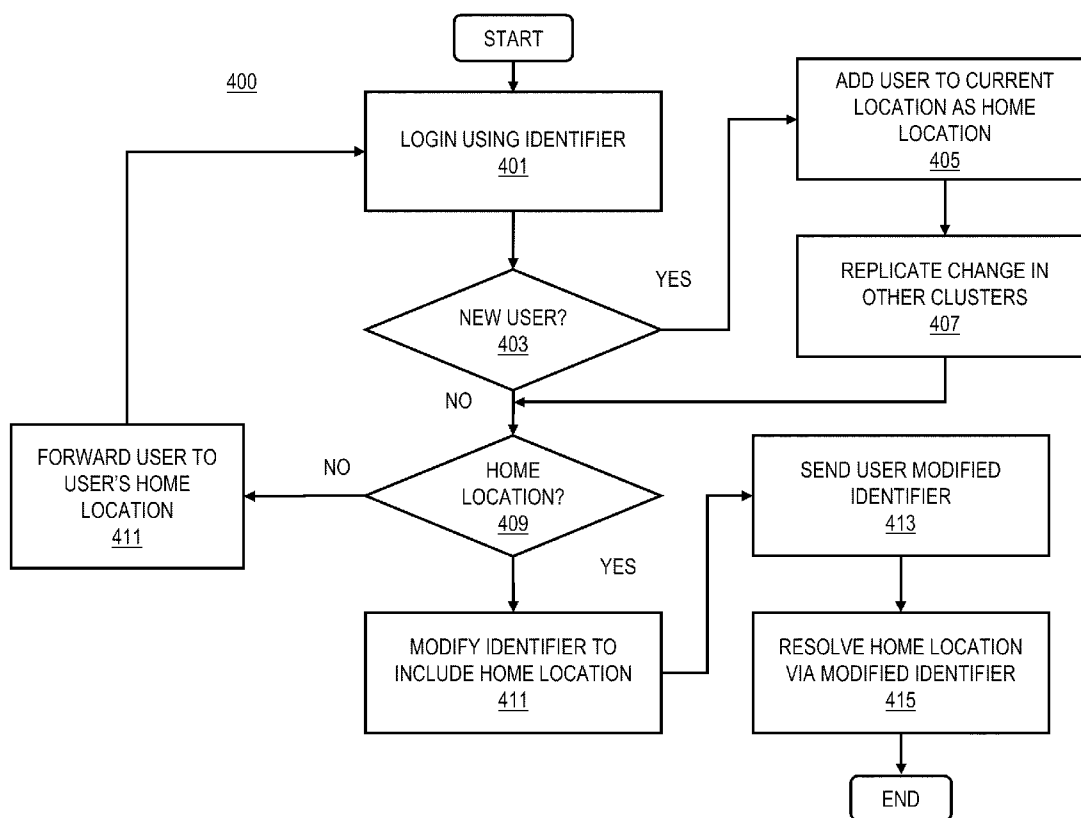 START
400
LOGIN USING IDENTIFIER
401
ADD USER TO CURRENT
LOCATION AS HOME
LOCATION
405
YES
NEW USER?
403
REPLICATE CHANGE IN
OTHER CLUSTERS
407
NO
FORWARD USER TO
USER'S HOME
LOCATION
411
NO
HOME
LOCATION?
409
YES
SEND USER MODIFIED
IDENTIFIER
413
MODIFY IDENTIFIER TO
INCLUDE HOME LOCATION
411
RESOLVE HOME LOCATION
VIA MODIFIED IDENTIFIER
415
END